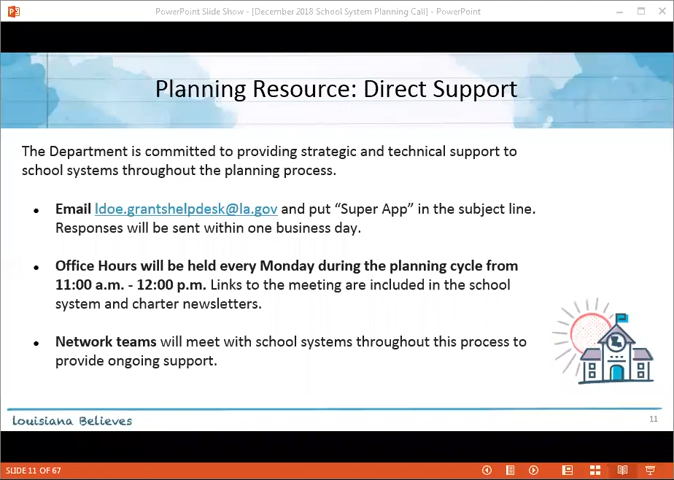 PowerPoint Slide Show - [December 2018 School System Planning Call] - PowerPoint
Planning Resource: Direct Support
The Department is committed to providing strategic and technical support to
school systems throughout the planning process.
• Email ldoe.grantshelpdesk@la.gov and put “Super App” in the subject line.
Responses will be sent within one business day.
• Office Hours will be held every Monday during the planning cycle from
11:00 a.m. - 12:00 p.m. Links to the meeting are included in the school
system and charter newsletters.
• Network teams will meet with school systems throughout this process to
provide ongoing support.
Louisiana Believes
11
SLIDE 11 OF 67